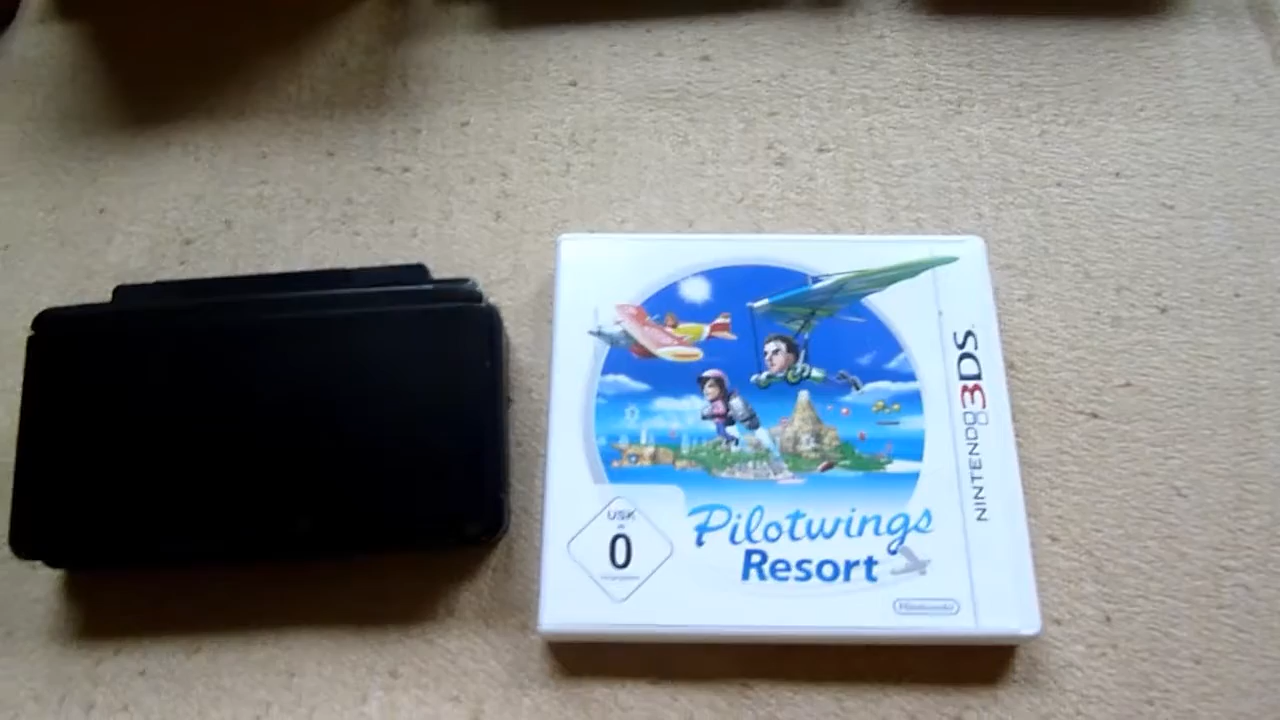 USK
0
Pilotwings
Resort
Nintendo
NINTENDO 3DS